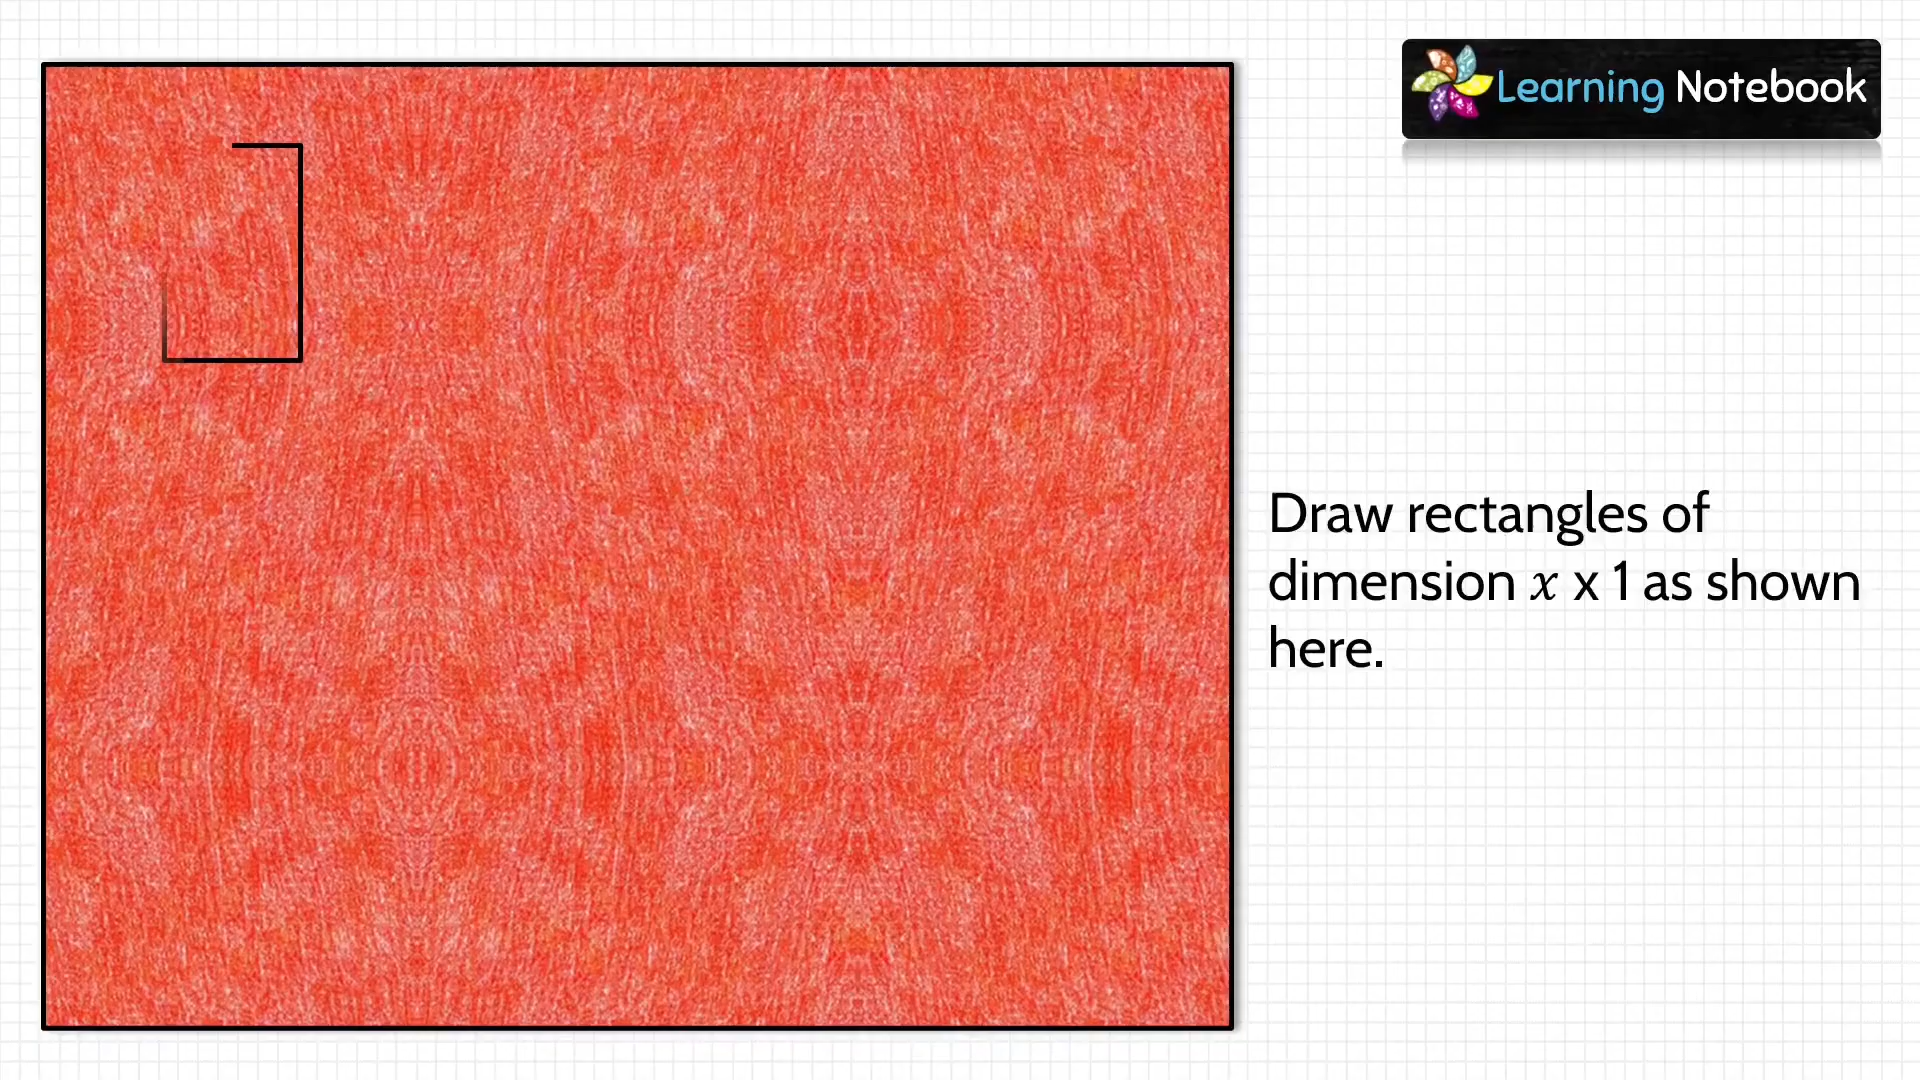 Learning Notebook
Draw rectangles of
dimension 𝑥 x 1 as shown
here.